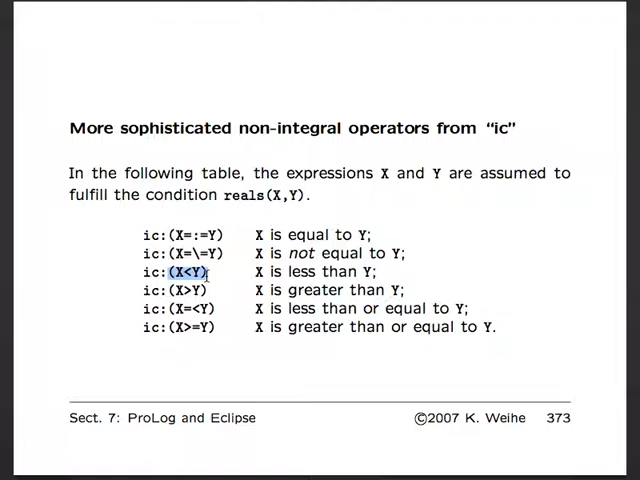 More sophisticated non-integral operators from “ic”
In the following table, the expressions X and Y are assumed to
fulfill the condition reals(X,Y).
ic:(X=:=Y) X is equal to Y;
ic:(X=\=Y) X is not equal to Y;
ic:(X<Y) X is less than Y;
ic:(X>Y) X is greater than Y;
ic:(X=<Y) X is less than or equal to Y;
ic:(X>=Y) X is greater than or equal to Y.
Sect. 7: ProLog and Eclipse ©2007 K. Weihe 373